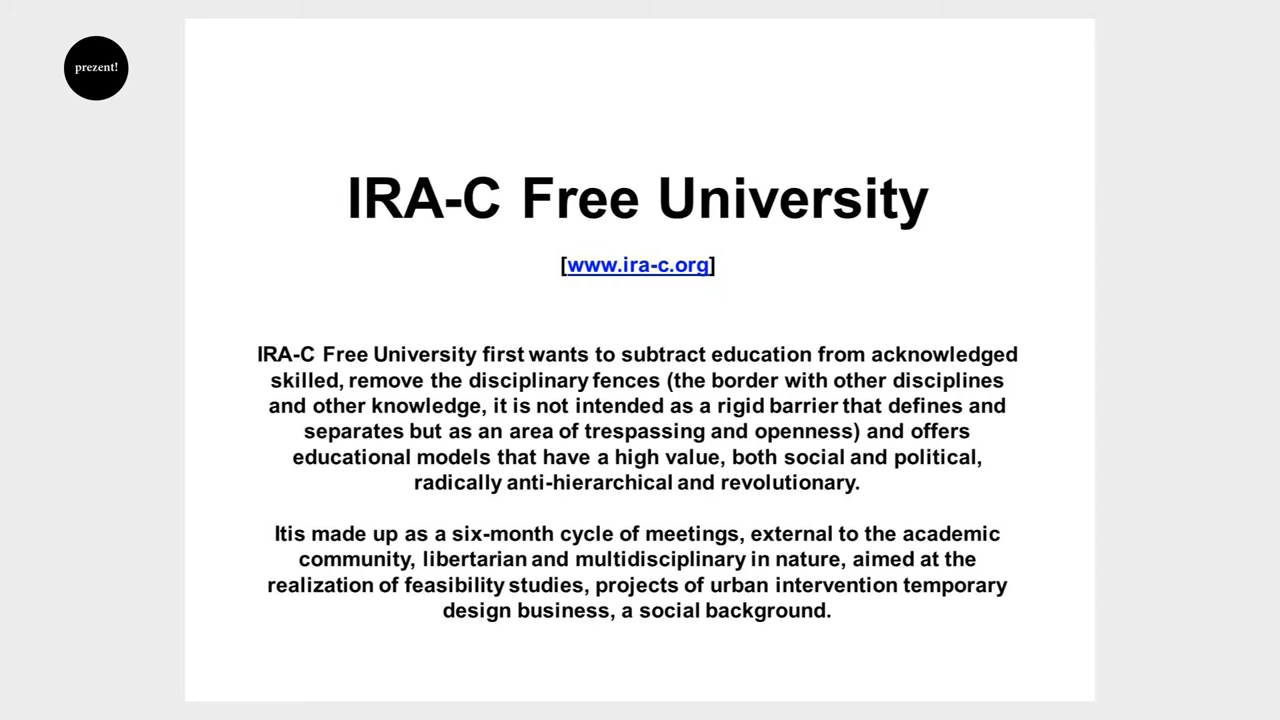 prezent!
IRA-C Free University
[www.ira-c.org]
IRA-C Free University first wants to subtract education from acknowledged
skilled, remove the disciplinary fences (the border with other disciplines
and other knowledge, it is not intended as a rigid barrier that defines and
separates but as an area of trespassing and openness) and offers
educational models that have a high value, both social and political,
radically anti-hierarchical and revolutionary.
Itis made up as a six-month cycle of meetings, external to the academic
community, libertarian and multidisciplinary in nature, aimed at the
realization of feasibility studies, projects of urban intervention temporary
design business, a social background.